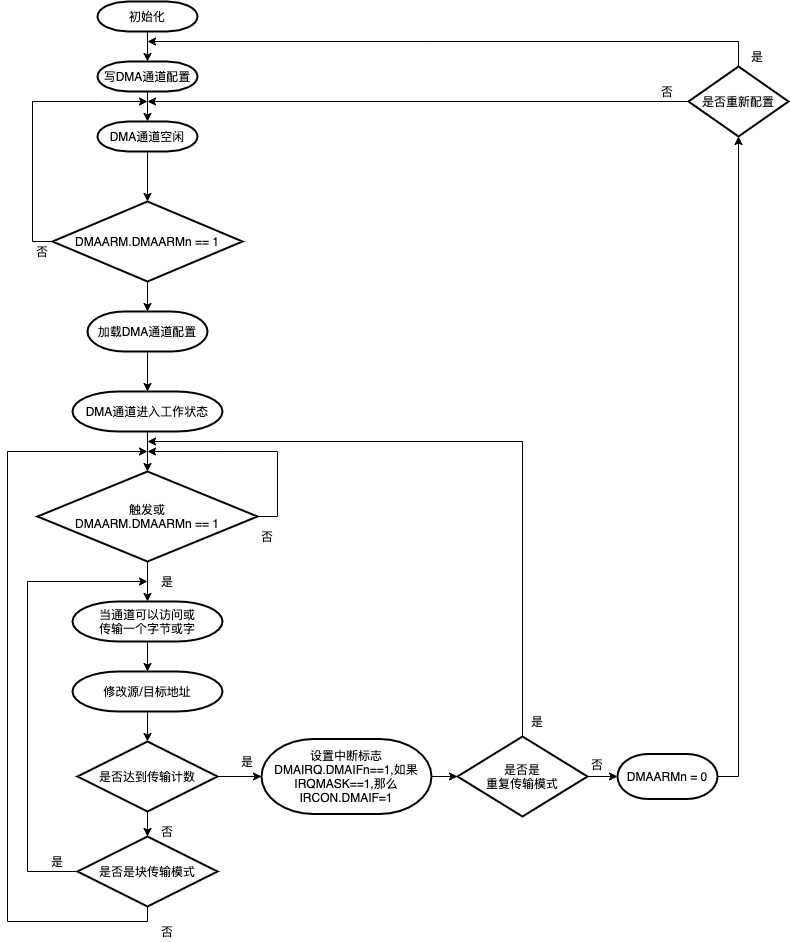 初始化
是
写DMA通道配置
否
是否重新配置
DMA通道空闲
DMAARM.DMAARMn == 1
否
加载DMA通道配置
DMA通道进入工作状态
触发或
DMAARM.DMAARMn == 1
否
是
当通道可以访问或
传输一个字节或字
修改源/目标地址
是否达到传输计数
是
设置中断标志
DMAIRQ.DMAIFn==1,如果
IRQMASK==1,那么
IRCON.DMAIF=1
是
是否是
重复传输模式
否
DMAARMn = 0
否
是
是否是块传输模式
否